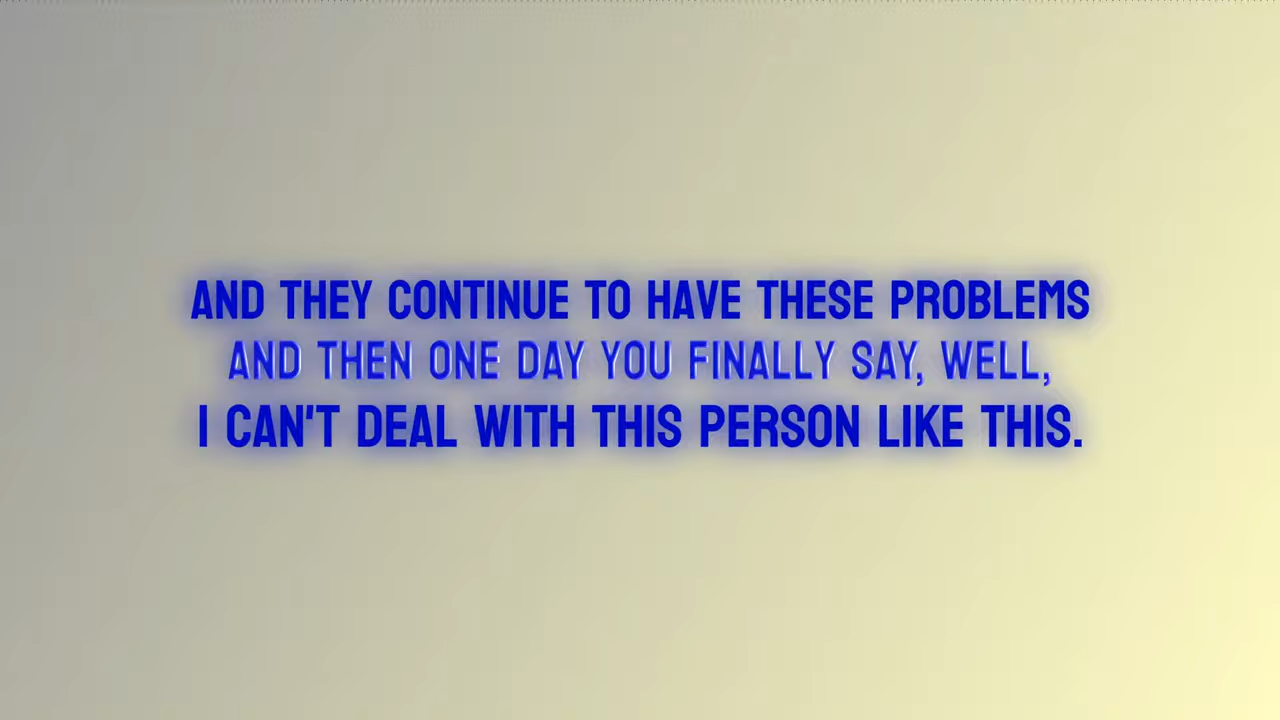 AND THEY CONTINUE TO HAVE THESE PROBLEMS
AND THEN ONE DAY YOU FINALLY SAY, WELL,
I CAN'T DEAL WITH THIS PERSON LIKE THIS.